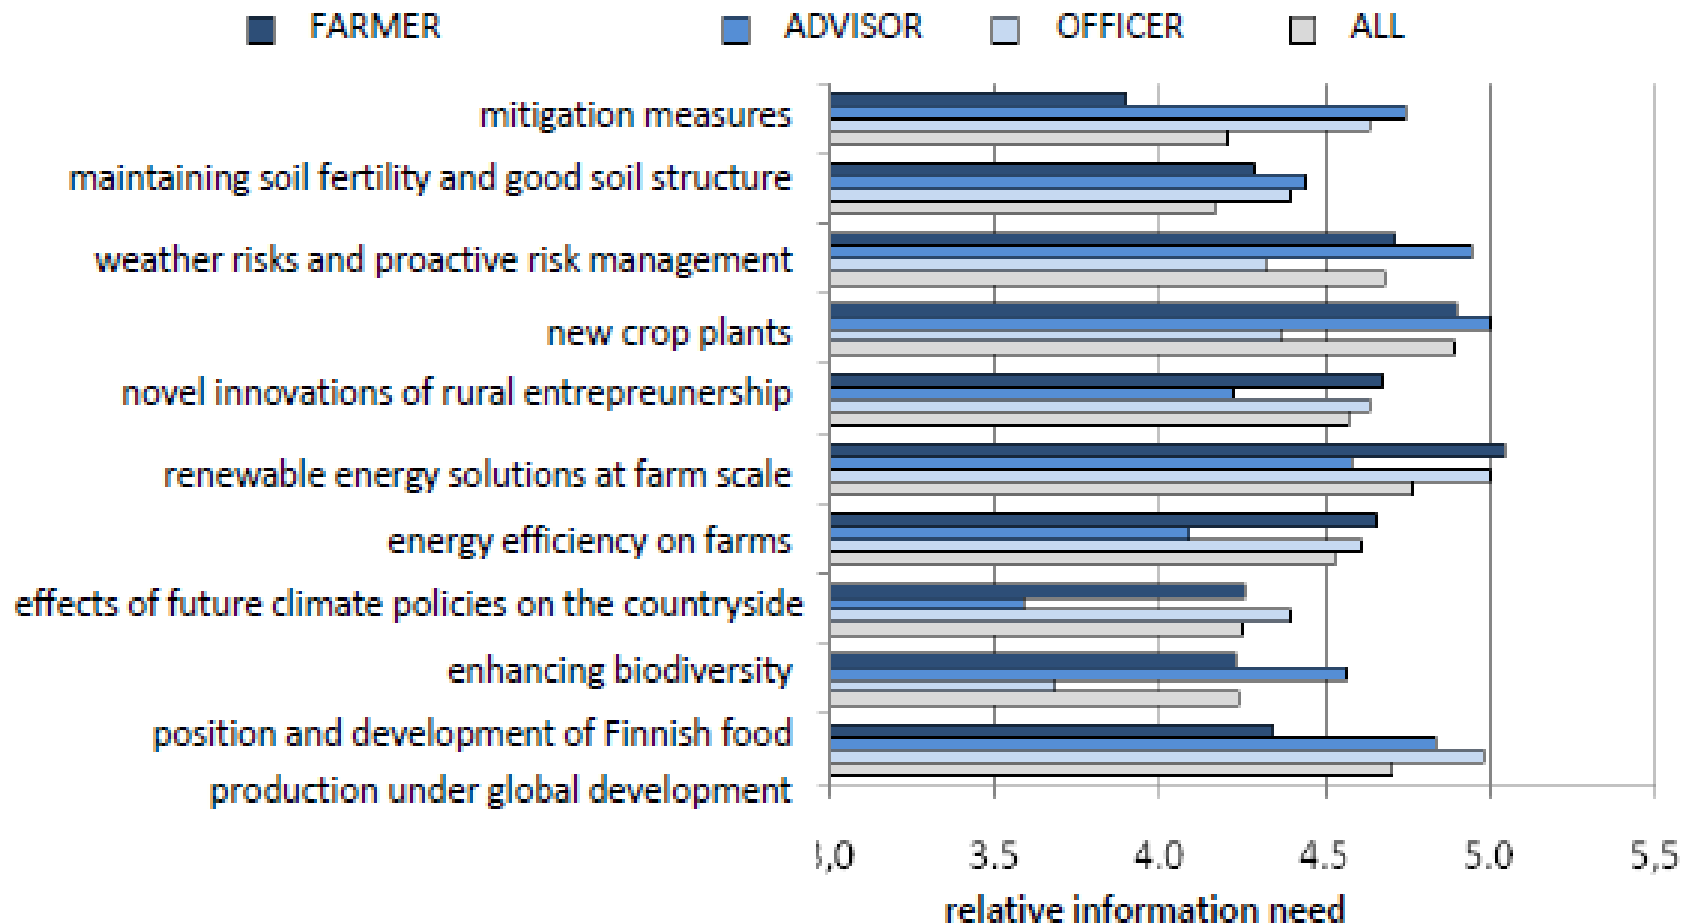 FARMER ADVISOR OFFICER ALL
mitigation measures
maintaining soil fertility and good soil structure
weather risks and proactive risk management
new crop plants
novel innovations of rural entrepreunership
renewable energy solutions at farm scale
energy efficiency on farms
effects of future climate policies on the countryside
enhancing biodiversity
position and development of Finnish food
production under global development
3,0 3.5 4.0 4.5 5.0 5,5
relative information need